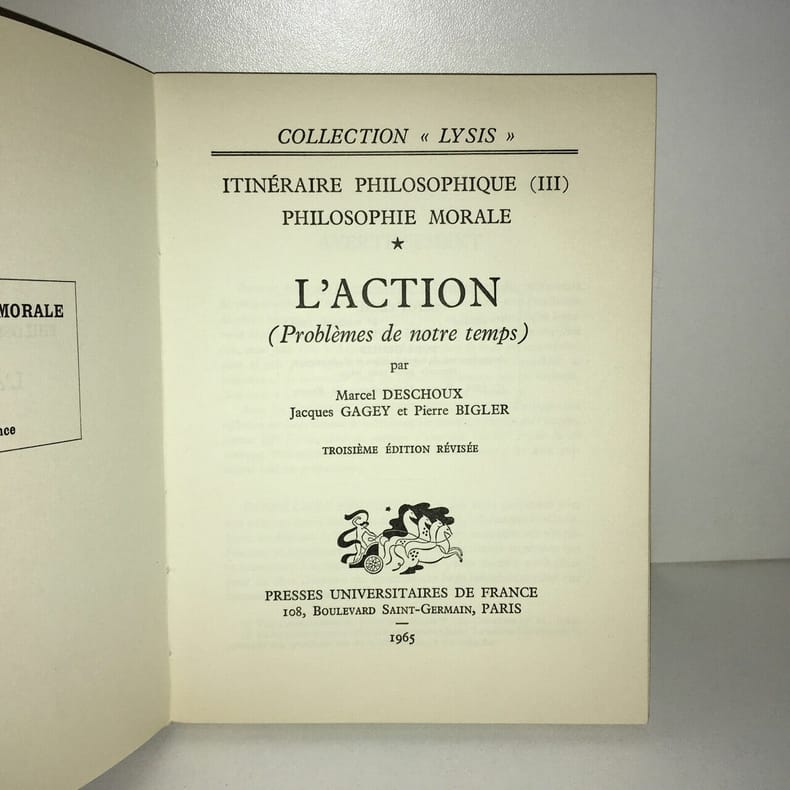 MORALE
nce
COLLECTION « LYSIS »
ITINÉRAIRE PHILOSOPHIQUE (III)
PHILOSOPHIE MORALE
★
L'ACTION
(Problèmes de notre temps)
par
Marcel DESCHOUX
Jacques GAGEY et Pierre BIGLER
TROISIÈME ÉDITION RÉVISÉE
PRESSES UNIVERSITAIRES DE FRANCE
108, BOULEVARD SAINT-GERMAIN, PARIS
1965